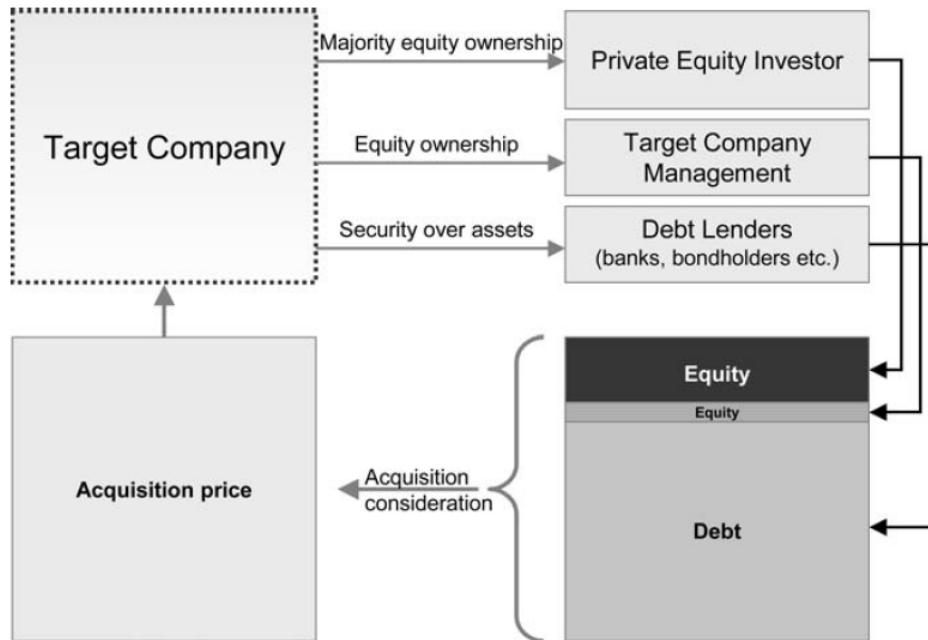 Majority equity ownership
Private Equity Investor
Target Company
Equity ownership
Target Company
Management
Security over assets
Debt Lenders
(banks, bondholders etc.)
Equity
Equity
Acquisition price
Acquisition
consideration
Debt